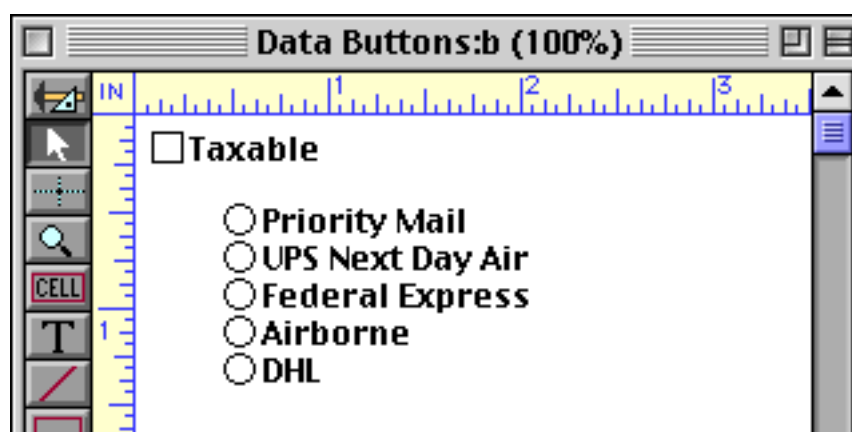 Data Buttons:b (100%)
IN 1 2 3
Taxable
Priority Mail
UPS Next Day Air
CELL
Federal Express
T
1
Airborne
DHL